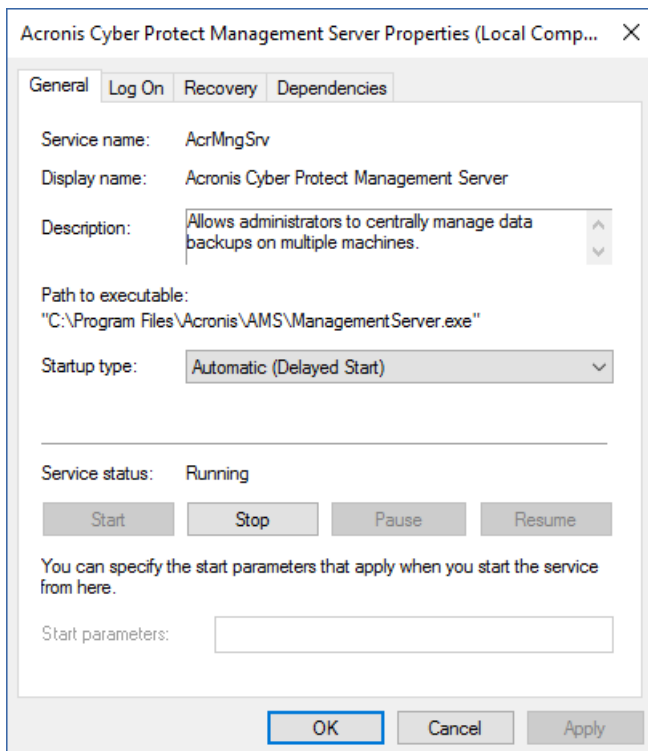 Acronis Cyber Protect Management Server Properties (Local Comp...
General Log On Recovery Dependencies
Service name: AcrMngSrv
Display name: Acronis Cyber Protect Management Server
Description: Allows administrators to centrally manage data
backups on multiple machines.
Path to executable:
"C:\Program Files\Acronis\AMS\ManagementServer.exe"
Startup type: Automatic (Delayed Start)
Service status: Running
Start Stop Pause Resume
You can specify the start parameters that apply when you start the service
from here.
Start parameters:
OK Cancel Apply